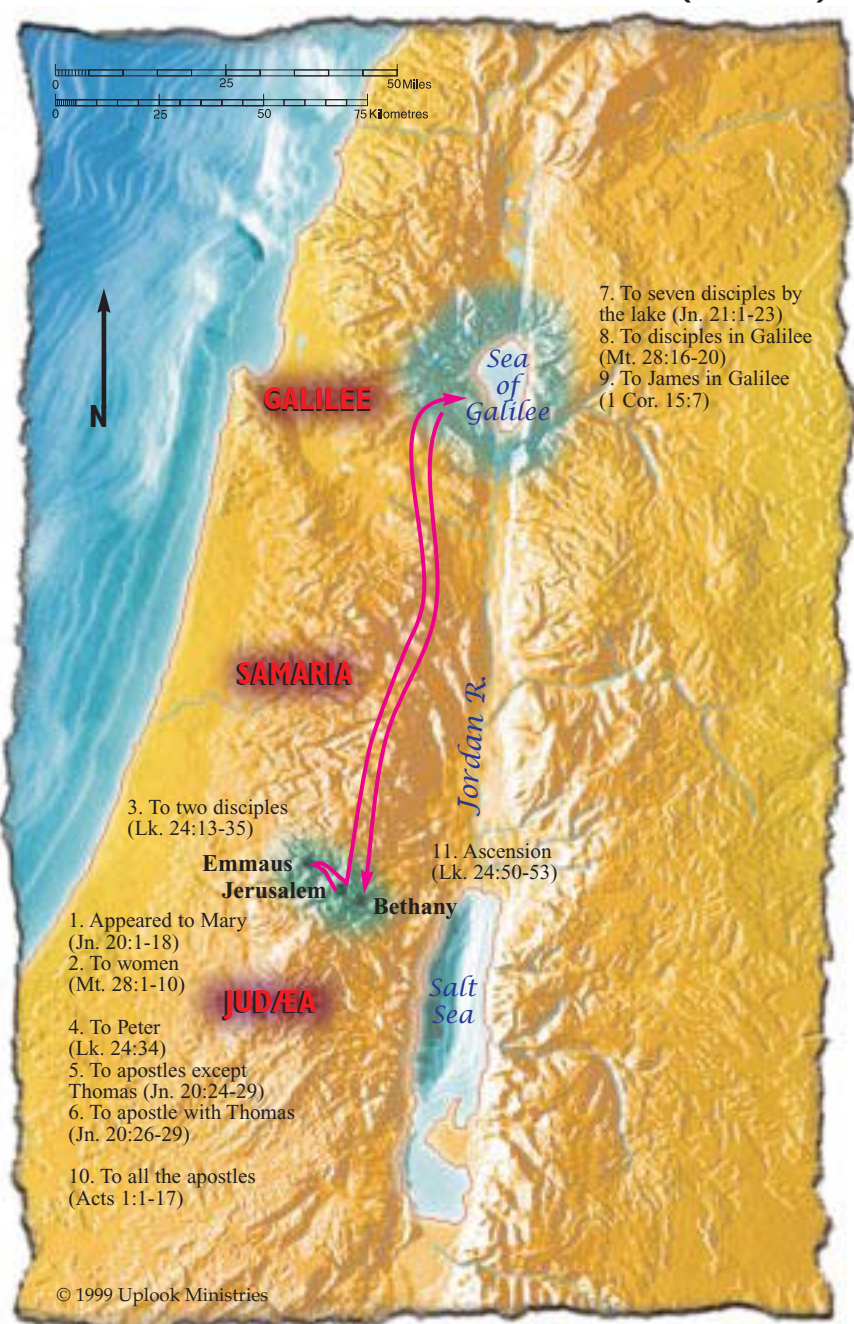 0 25 50 Miles
0 25 50 75 Kilometres
N
7. To seven disciples by
the lake (Jn. 21:1-23)
8. To disciples in Galilee
(Mt. 28:16-20)
9. To James in Galilee
(1 Cor. 15:7)
Sea
of
Galilee
GALILEE
SAMARIA
Jordan R.
3. To two disciples
(Lk. 24:13-35)
11. Ascension
(Lk. 24:50-53)
Emmaus
Jerusalem
Bethany
1. Appeared to Mary
(Jn. 20:1-18)
2. To women
(Mt. 28:1-10)
JUDÆA
Salt
Sea
4. To Peter
(Lk. 24:34)
5. To apostles except
Thomas (Jn. 20:24-29)
6. To apostle with Thomas
(Jn. 20:26-29)
10. To all the apostles
(Acts 1:1-17)
© 1999 Uplook Ministries